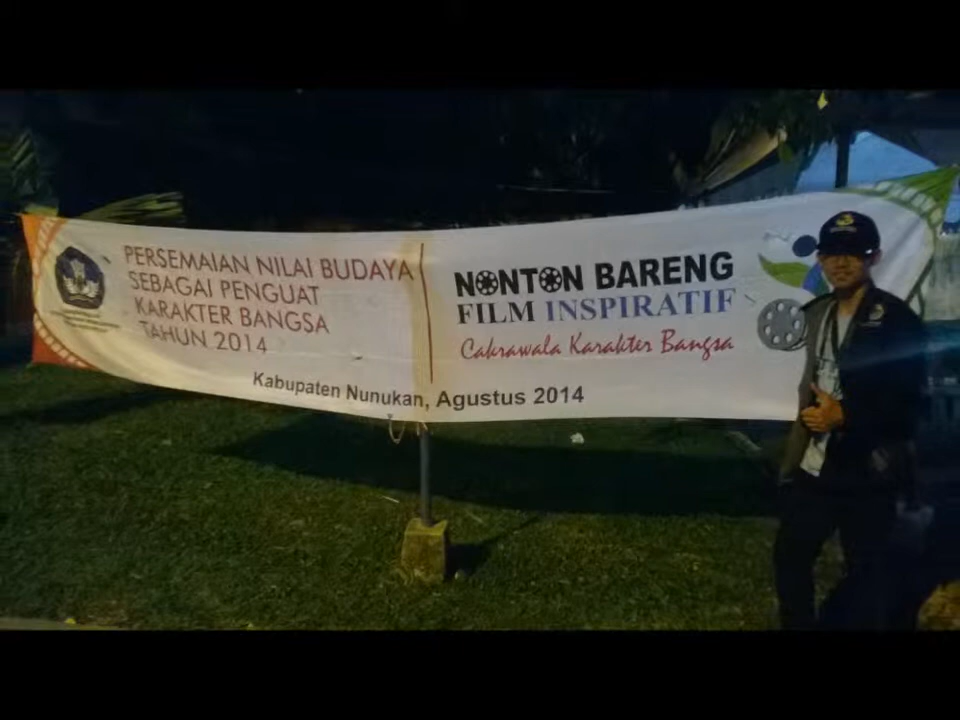 PERSEMAIAN NILAI BUDAYA
SEBAGAI PENGUAT
KARAKTER BANGSA
TAHUN 2014
NONTON BARENG
FILM INSPIRATIF
Cakrawala Karakter Bangsa
Kabupaten Nunukan, Agustus 2014